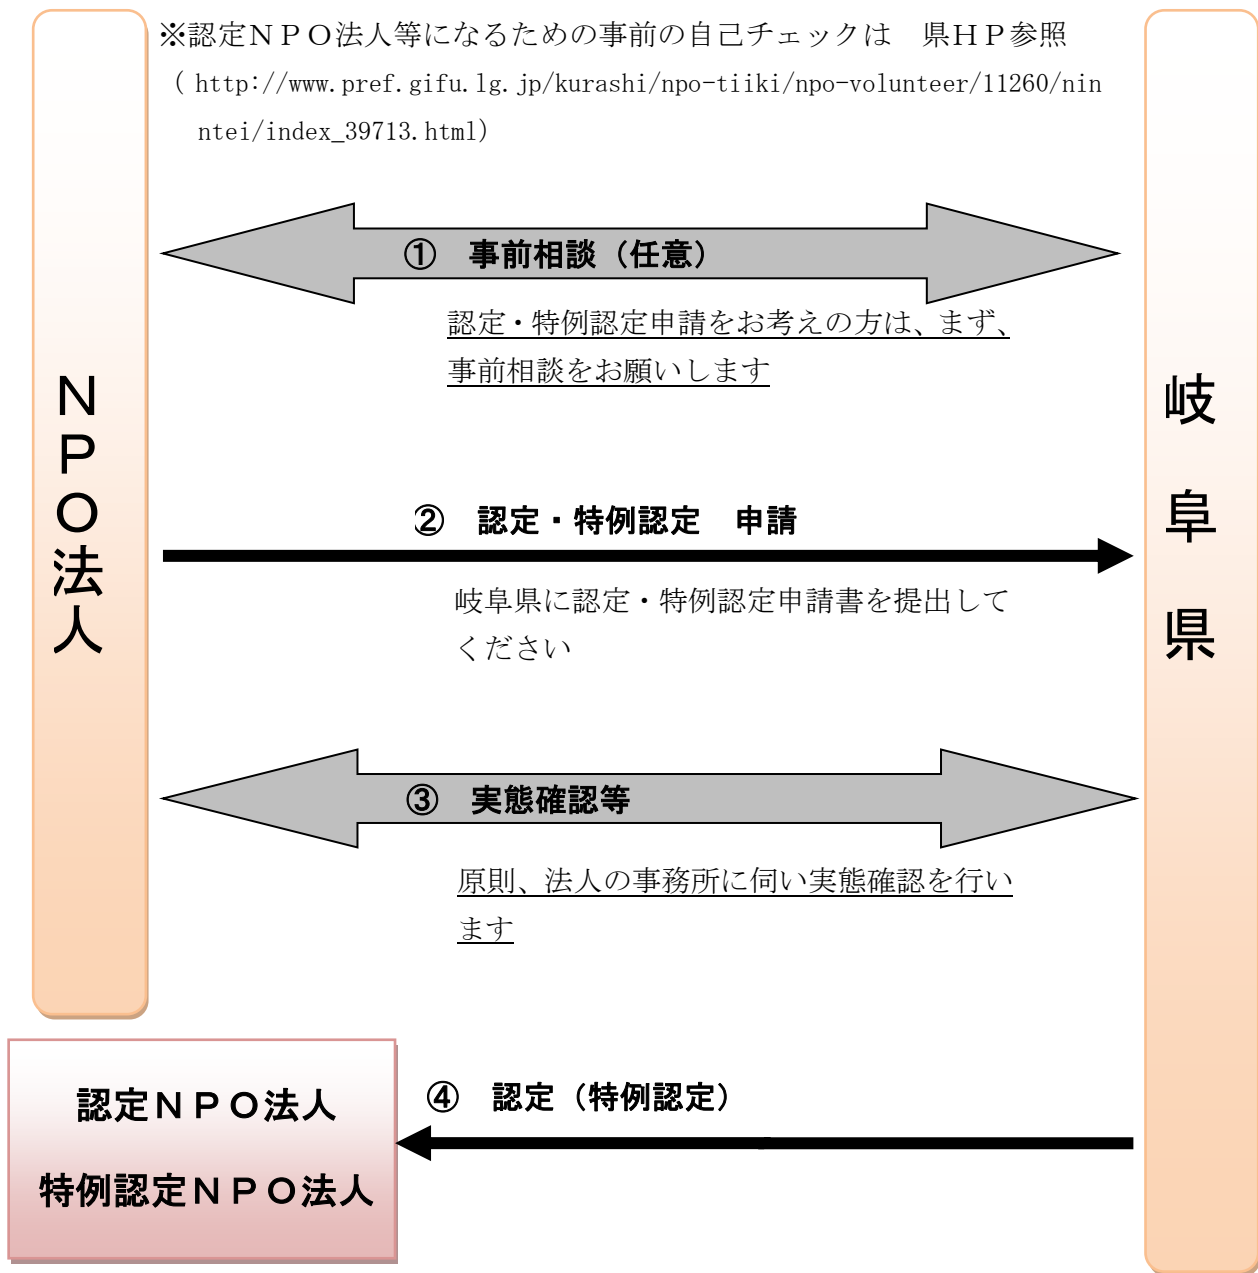 ※認定ＮＰＯ法人等になるための事前の自己チェックは　県ＨＰ参照
（http://www.pref.gifu.lg.jp/kurashi/npo-tiiki/npo-volunteer/11260/nin
ntei/index_39713.html）
①　事前相談（任意）
認定・特例認定申請をお考えの方は、まず、
事前相談をお願いします
ＮＰＯ法人
岐阜県
②　認定・特例認定　申請
岐阜県に認定・特例認定申請書を提出して
ください
③　実態確認等
原則、法人の事務所に伺い実態確認を行い
ます
④　認定（特例認定）
認定ＮＰＯ法人
特例認定ＮＰＯ法人